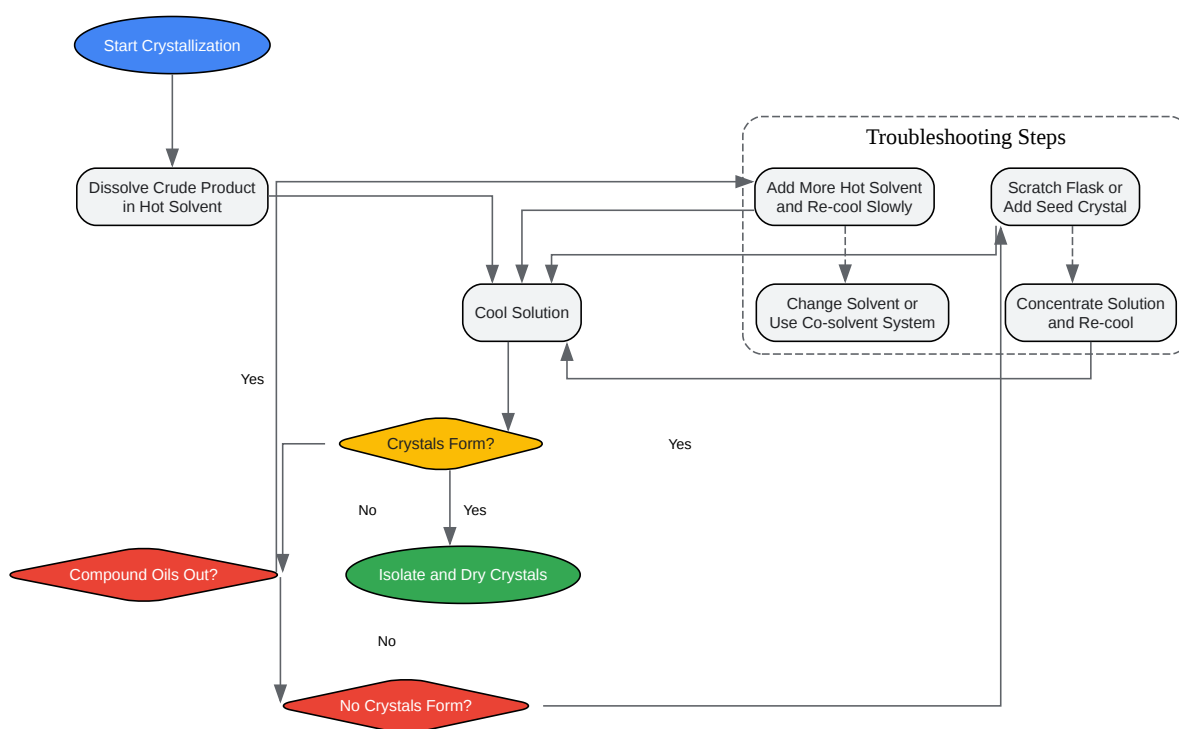 Start Crystallization
Troubleshooting Steps
Dissolve Crude Product
in Hot Solvent
Add More Hot Solvent
and Re-cool Slowly
Scratch Flask or
Add Seed Crystal
Cool Solution
Change Solvent or
Use Co-solvent System
Concentrate Solution
and Re-cool
Yes
Crystals Form?
Yes
No
Yes
Compound Oils Out?
Isolate and Dry Crystals
No
No Crystals Form?